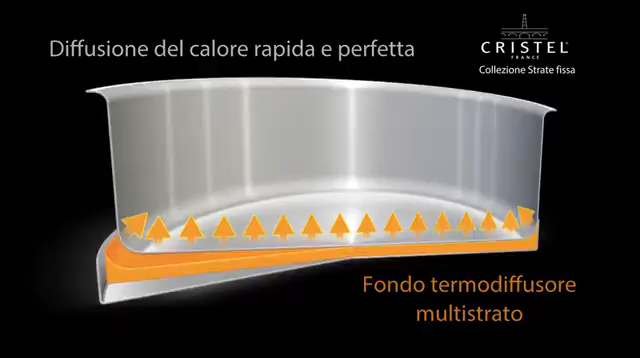 Diffusione del calore rapida e perfetta
CRISTEL®
FRANCE
Collezione Strate fissa
Fondo termodiffusore
multistrato